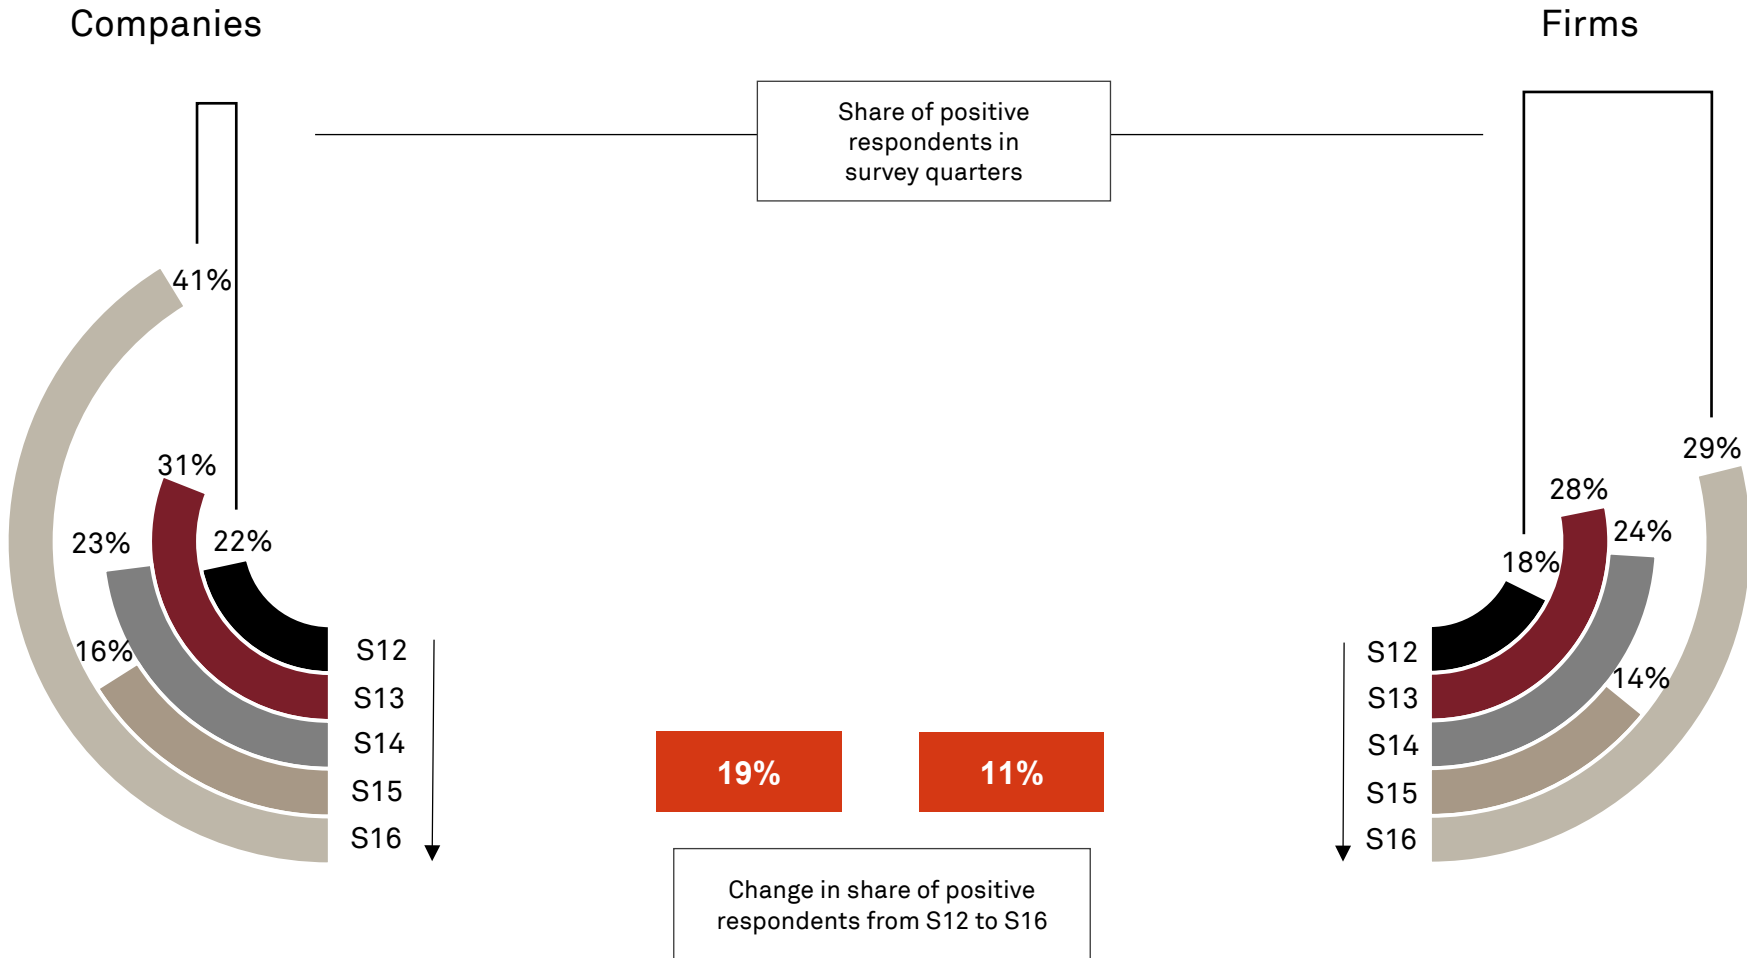 Companies
Firms
Share of positive
respondents in
survey quarters
41%
31%
23%
22%
16%
S12
S13
S14
S15
S16
29%
28%
24%
18%
14%
S12
S13
S14
S15
S16
19%
11%
Change in share of positive
respondents from S12 to S16